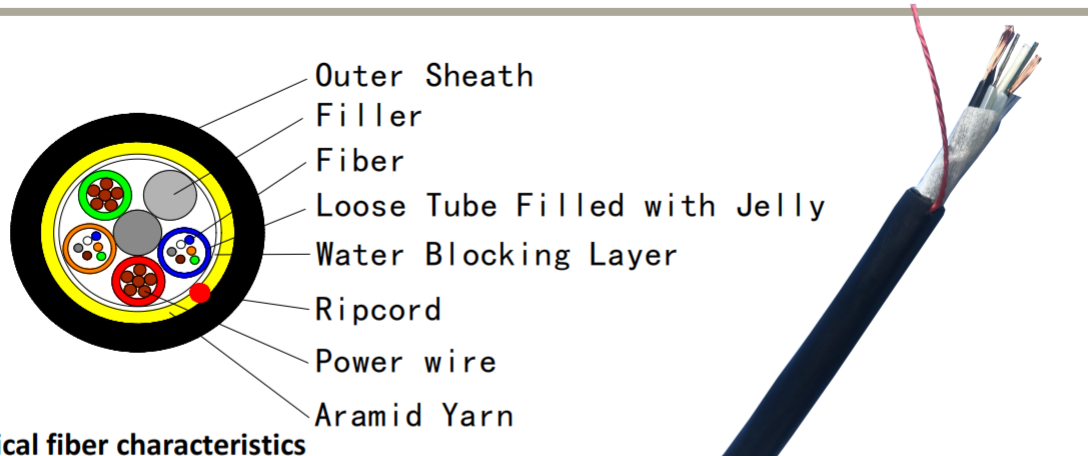 Outer Sheath
Filler
Fiber
Loose Tube Filled with Jelly
Water Blocking Layer
Ripcord
Power wire
Aramid Yarn
ical fiber characteristics